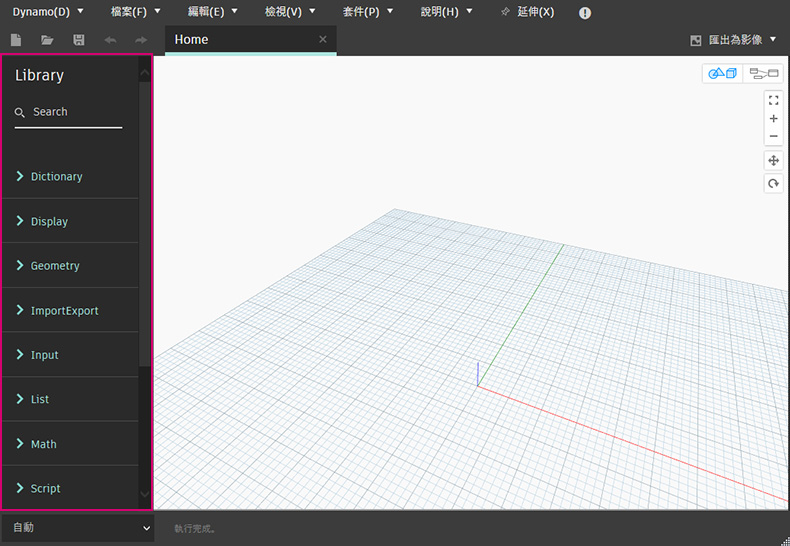 Dynamo(D) 檔案(F) 編輯(E) 檢視(V) 套件(P) 說明(H) 延伸(X)
Home 匯出為影像
Library
Search
Dictionary
Display
Geometry
ImportExport
Input
List
Math
Script
自動 執行完成。